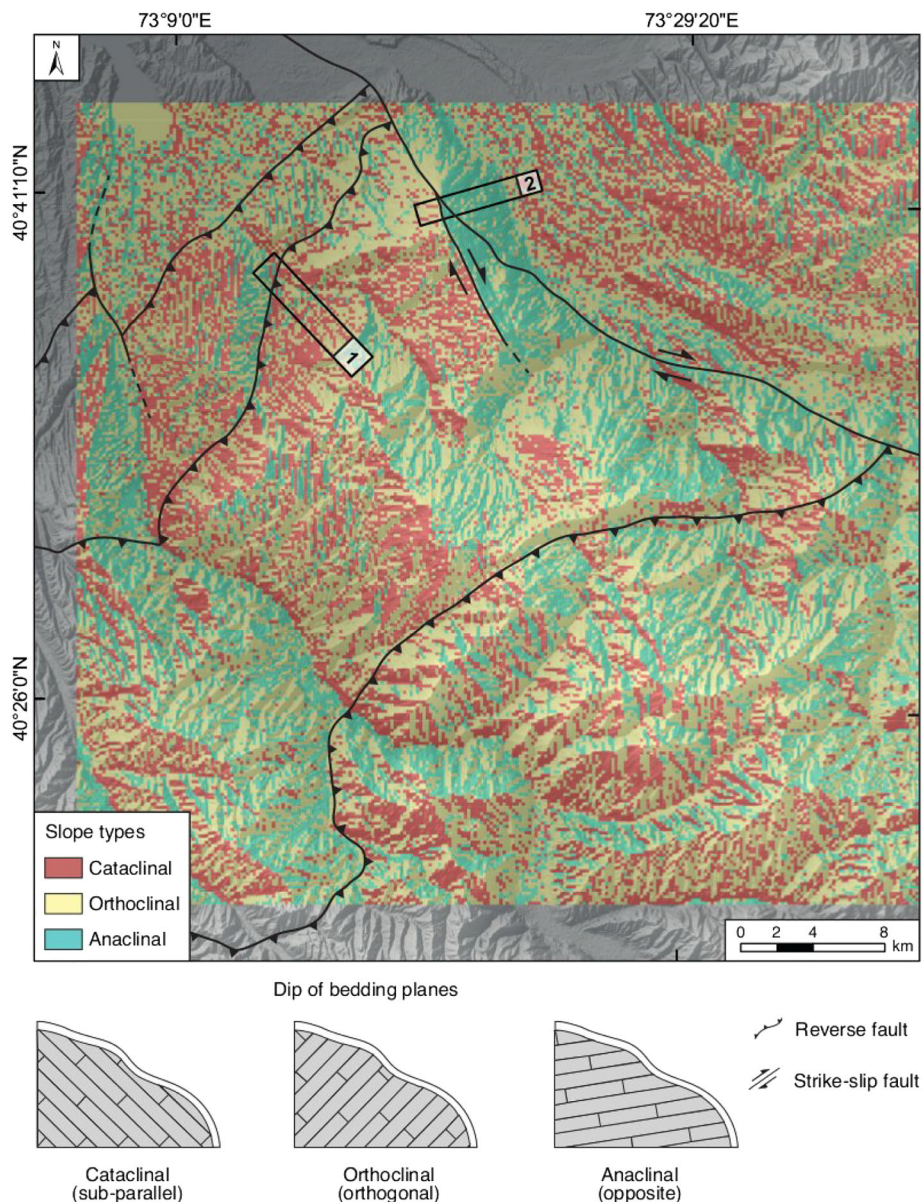 73°9'0"E
73°29'20"E
N
40°41'10"N
2
1
40°26'0"N
Slope types
Cataclinal
Orthoclinal
Anaclinal
0 2 4 8
km
Dip of bedding planes
Reverse fault
Strike-slip fault
Cataclinal
(sub-parallel)
Orthoclinal
(orthogonal)
Anaclinal
(opposite)